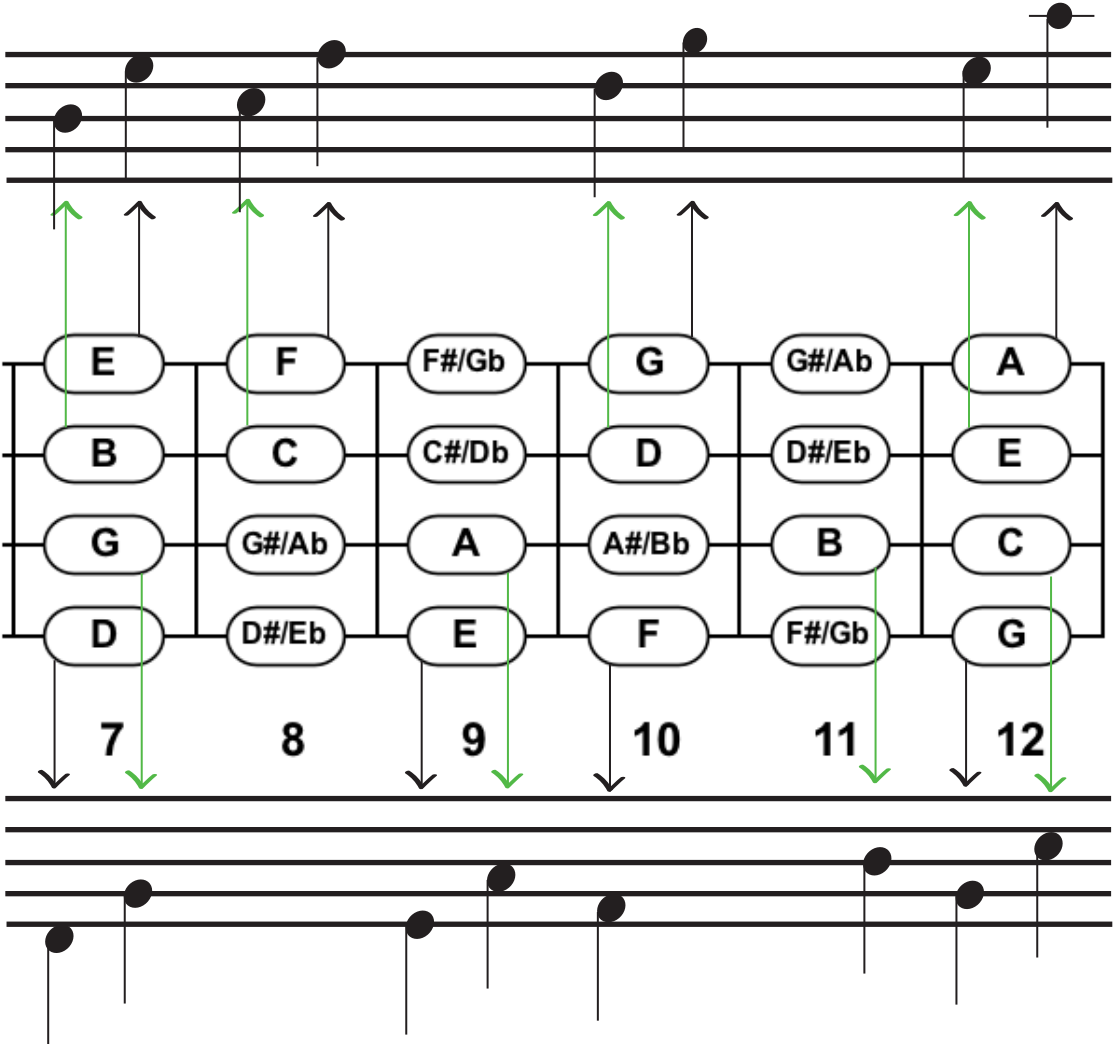 E F F#/Gb G G#/Ab A
B C C#/Db D D#/Eb E
G G#/Ab A A#/Bb B C
D D#/Eb E F F#/Gb G
7 8 9 10 11 12